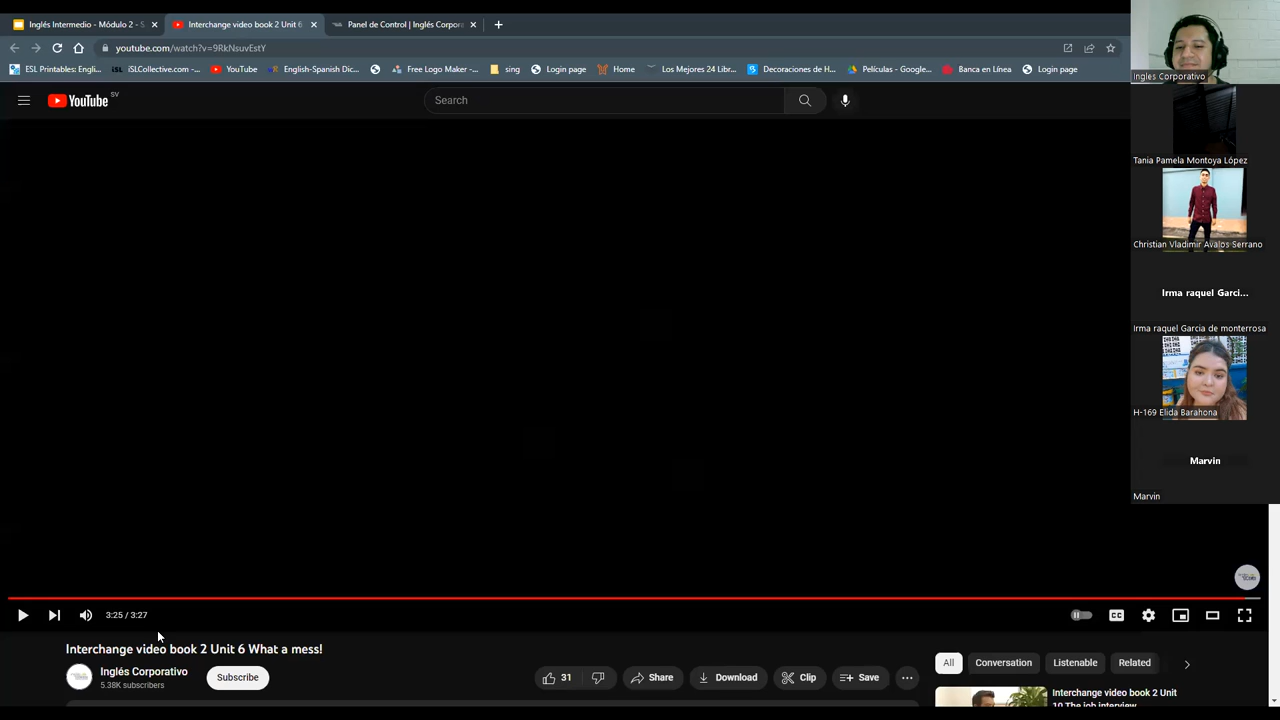 Inglés Intermedio - Módulo 2 - S
Interchange video book 2 Unit 6
Panel de Control | Inglés Corpora
youtube.com/watch?v=9RkNsuvEstY
ESL Printables: Engli...
iSLCollective.com -...
YouTube
English-Spanish Dic...
Free Logo Maker -...
sing
Login page
Home
Los Mejores 24 Libr...
Decoraciones de H...
Películas - Google...
Banca en Línea
Login page
YouTube SV
Search
Ingles Corporativo
Tania Pamela Montoya López
Christian Vladimir Avalos Serrano
Irma raquel Garci...
Irma raquel Garcia de monterrosa
H-169 Elida Barahona
Marvin
Marvin
3:25 / 3:27
CC
Interchange video book 2 Unit 6 What a mess!
Inglés Corporativo
5.38K subscribers
Subscribe
31
Share
Download
Clip
Save
All
Conversation
Listenable
Related
Interchange video book 2 Unit
10 The job interview